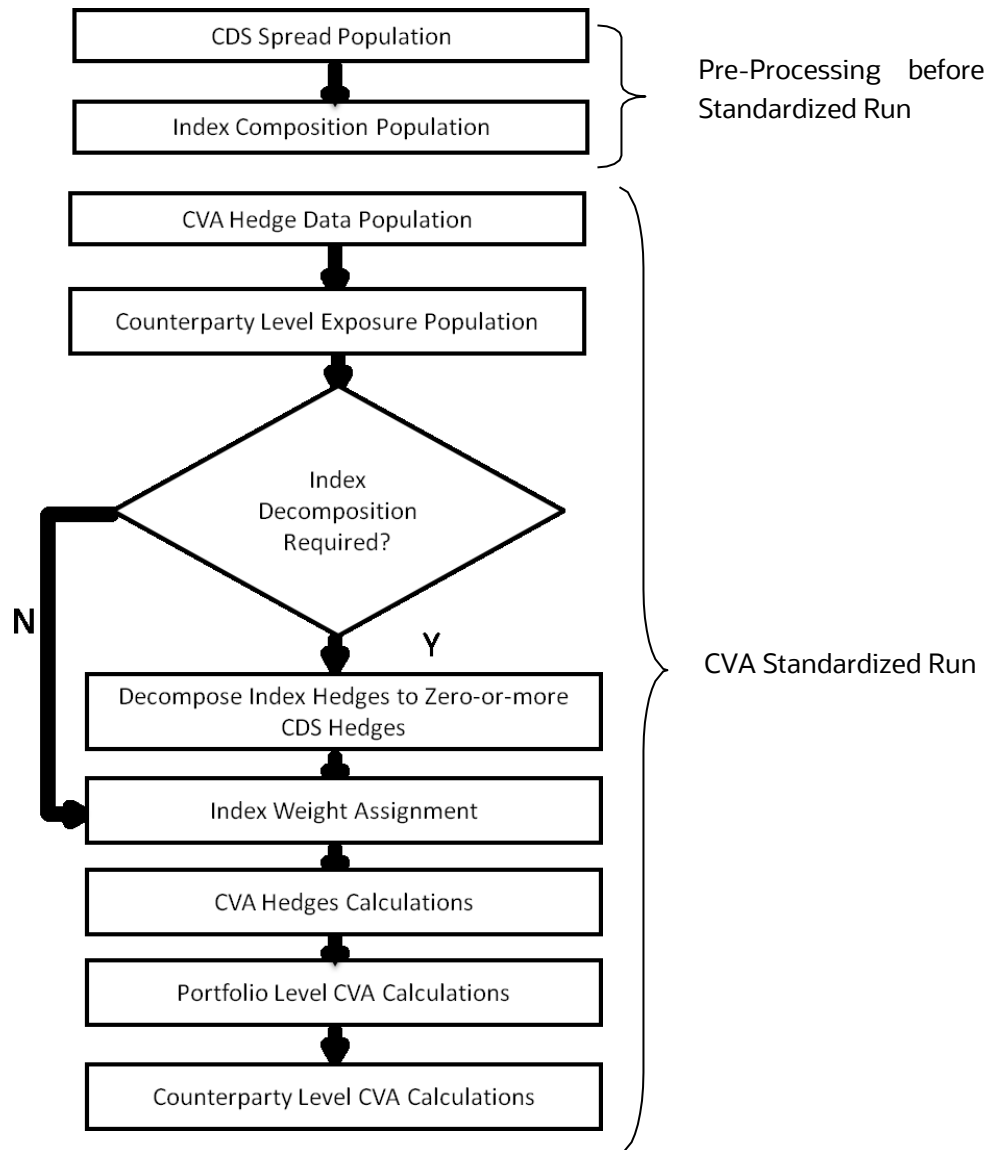 CDS Spread Population
Index Composition Population
Pre-Processing before
Standardized Run
CVA Hedge Data Population
Counterparty Level Exposure Population
Index
Decomposition
Required?
N
Y
Decompose Index Hedges to Zero-or-more
CDS Hedges
Index Weight Assignment
CVA Hedges Calculations
Portfolio Level CVA Calculations
Counterparty Level CVA Calculations
CVA Standardized Run